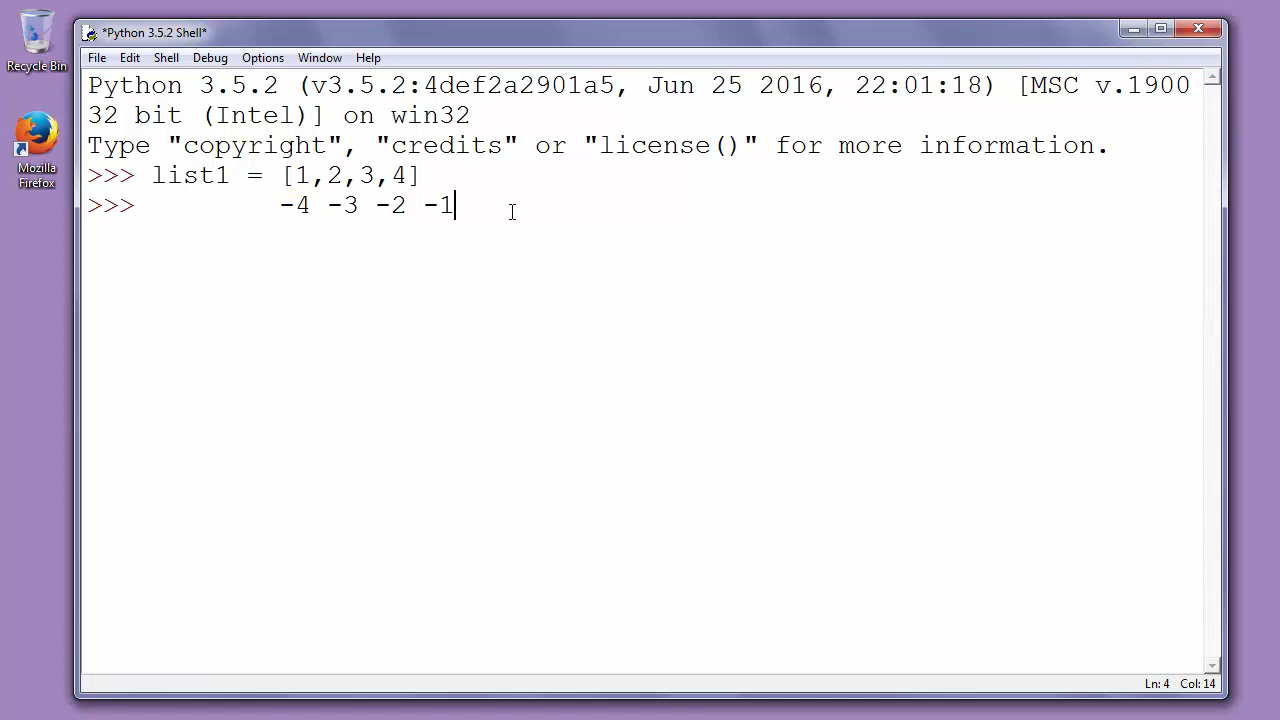 Recycle Bin
Mozilla
Firefox
*Python 3.5.2 Shell*
File Edit Shell Debug Options Window Help
Python 3.5.2 (v3.5.2:4def2a2901a5, Jun 25 2016, 22:01:18) [MSC v.1900
32 bit (Intel)] on win32
Type "copyright", "credits" or "license()" for more information.
>>> list1 = [1,2,3,4]
>>>         -4 -3 -2 -1
Ln: 4 Col: 14